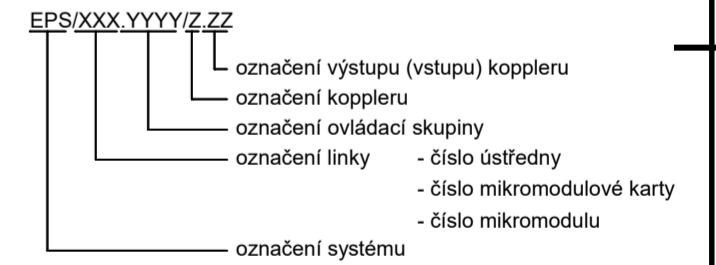 EPS/XXX.YYYY/Z.ZZ
označení výstupu (vstupu) koppleru
označení koppleru
označení ovládací skupiny
označení linky - číslo ústředny
- číslo mikromodulové karty
- číslo mikromodulu
označení systému